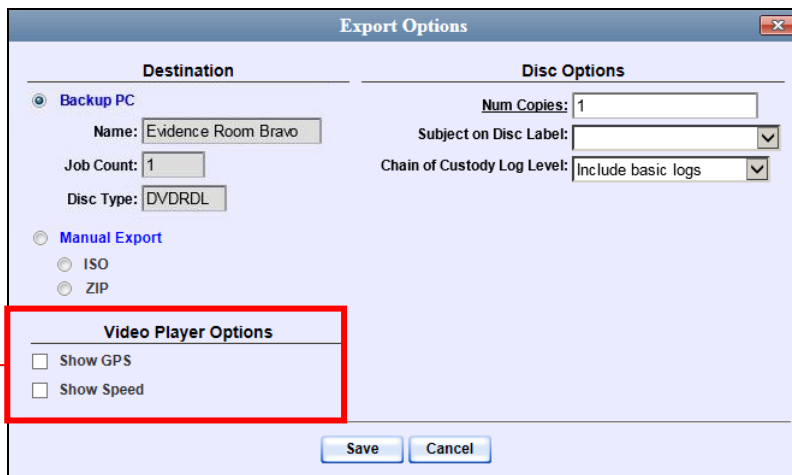 Export Options
Destination
Backup PC
Name: Evidence Room Bravo
Job Count: 1
Disc Type: DVDRDL
Manual Export
ISO
ZIP
Video Player Options
Show GPS
Show Speed
Disc Options
Num Copies: 1
Subject on Disc Label:
Chain of Custody Log Level: Include basic logs
Save Cancel